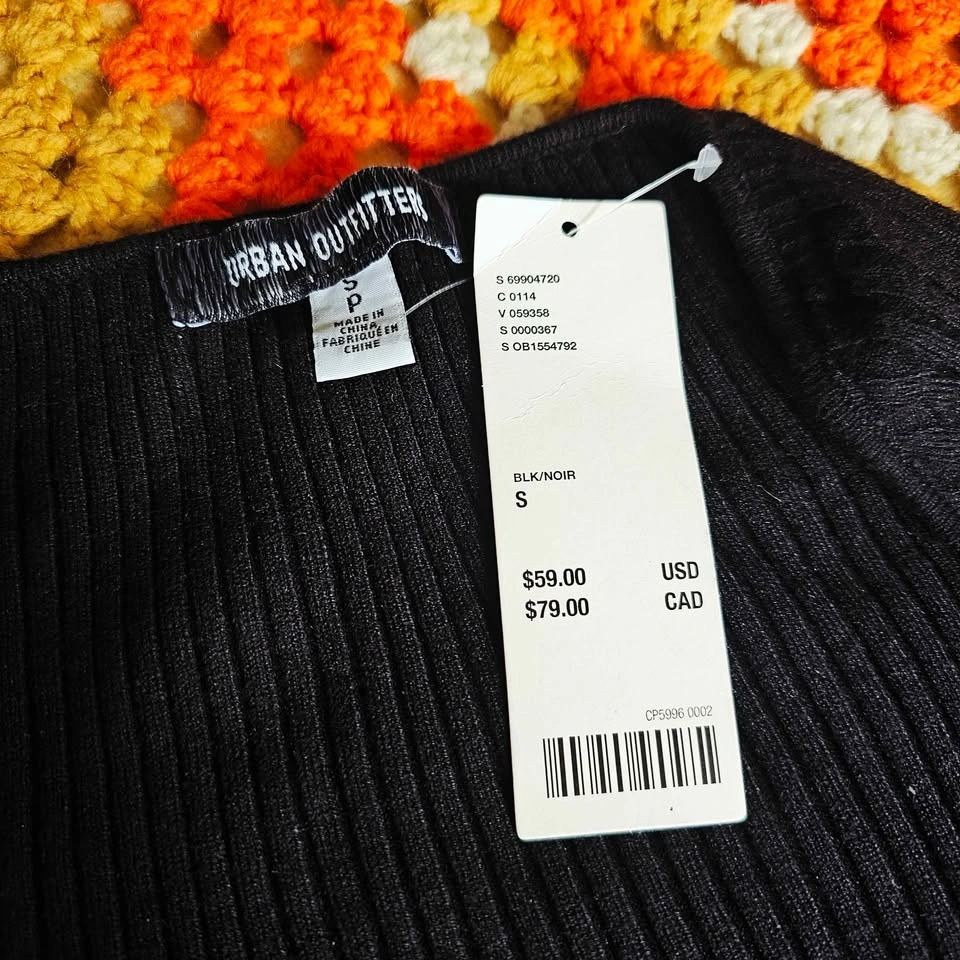 URBAN OUTFITTERS
S
P
MADE IN
CHINA
FABRIQUÉ EN
CHINE
S 69904720
C 0114
V 059358
S 0000367
S OB1554792
BLK/NOIR
S
$59.00 USD
$79.00 CAD
CP5996 0002